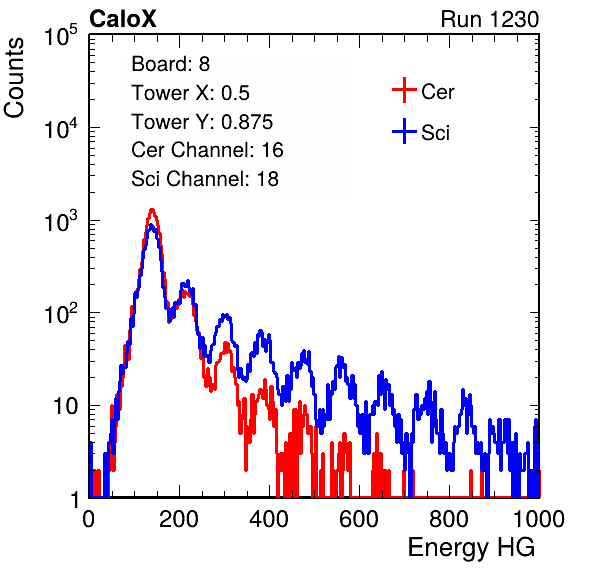 CaloX Run 1230
Counts
Board: 8
Tower X: 0.5
Tower Y: 0.875
Cer Channel: 16
Sci Channel: 18
Cer
Sci
10^5
10^4
10^3
10^2
10
1
0 200 400 600 800 1000
Energy HG